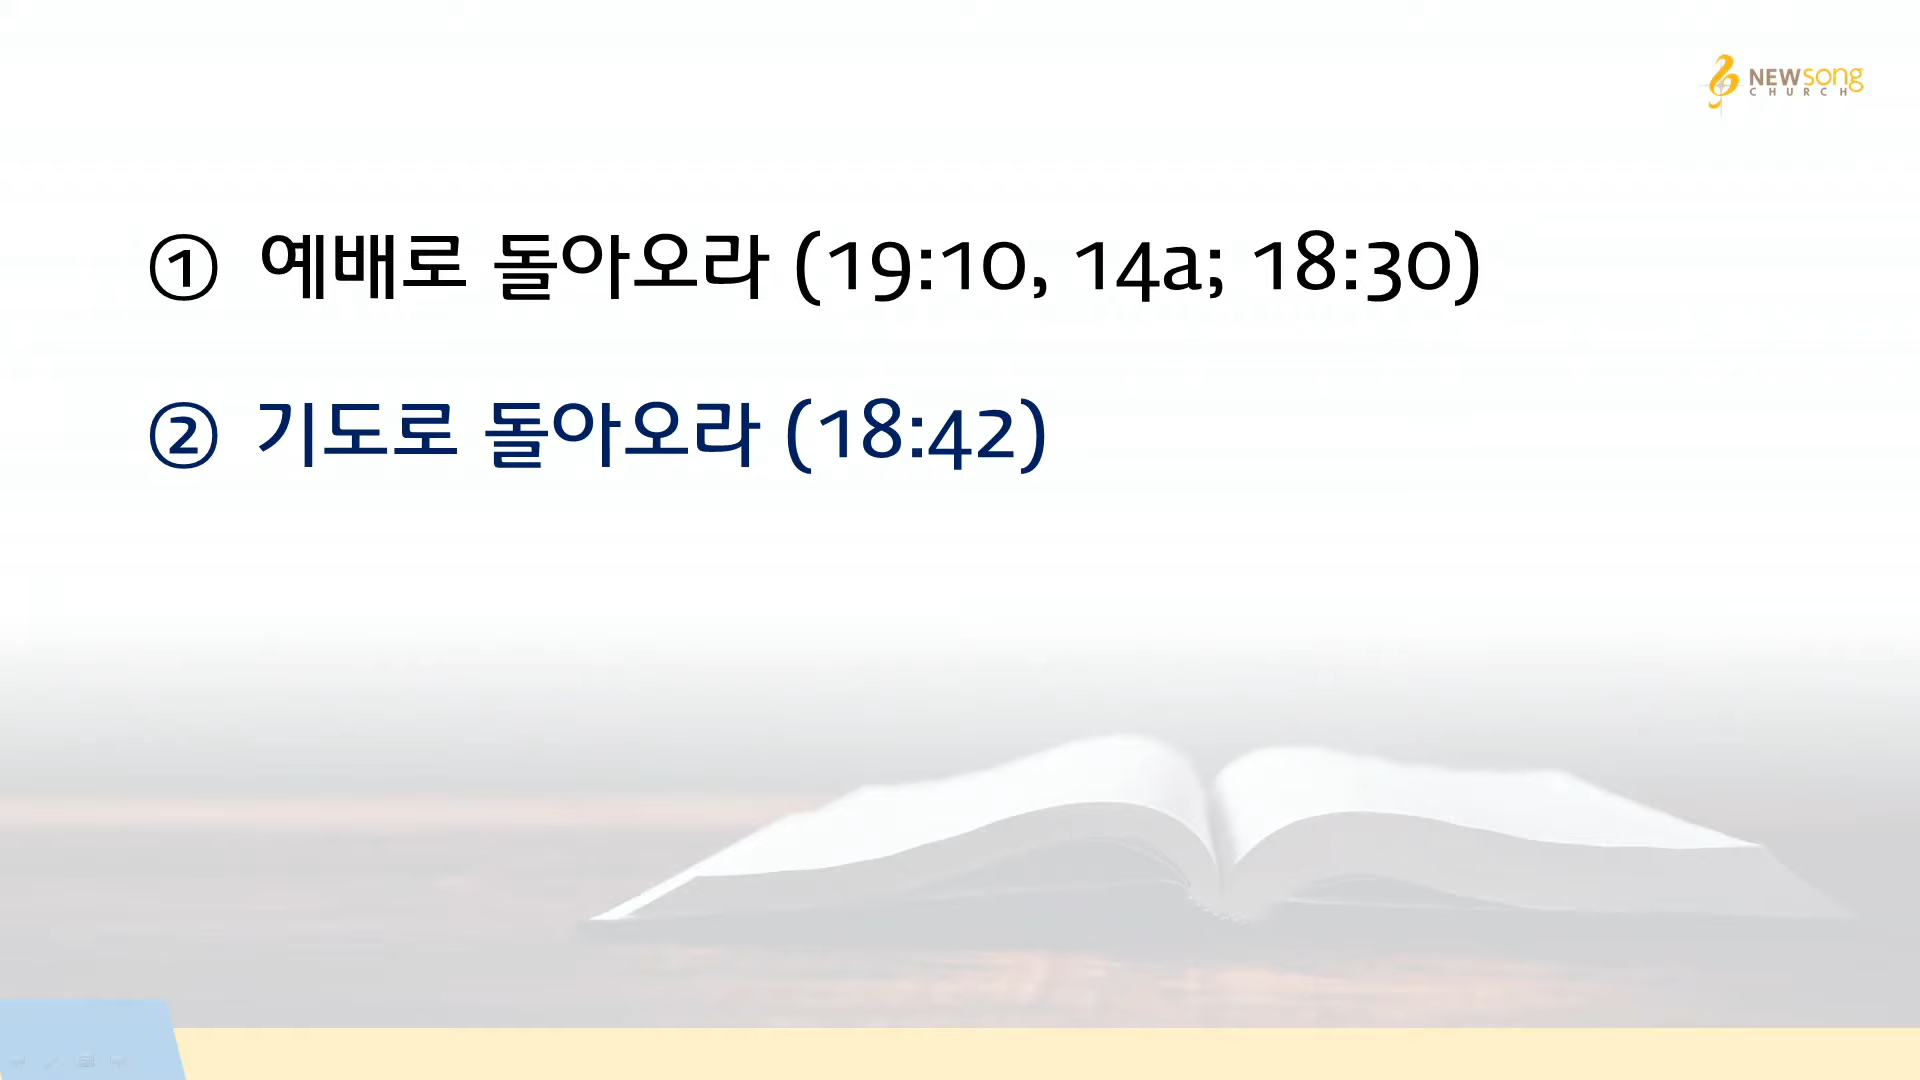 NEWsong
CHURCH
① 예배로 돌아오라 (19:10, 14a; 18:30)
② 기도로 돌아오라 (18:42)